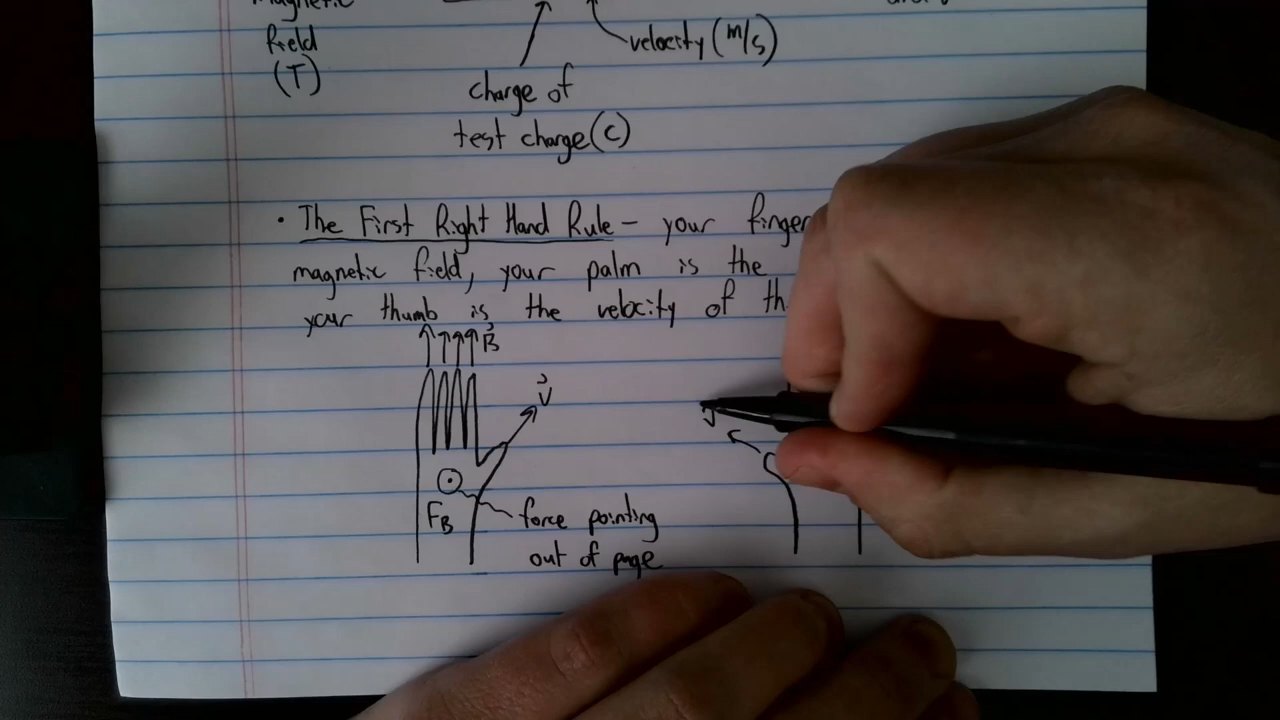 magnetic
field
(T)
velocity (m/s)
charge of
test charge (C)
• The First Right Hand Rule – your finger
magnetic field, your palm is the
your thumb is the velocity of th
B
v
v
F_B
force pointing
out of page